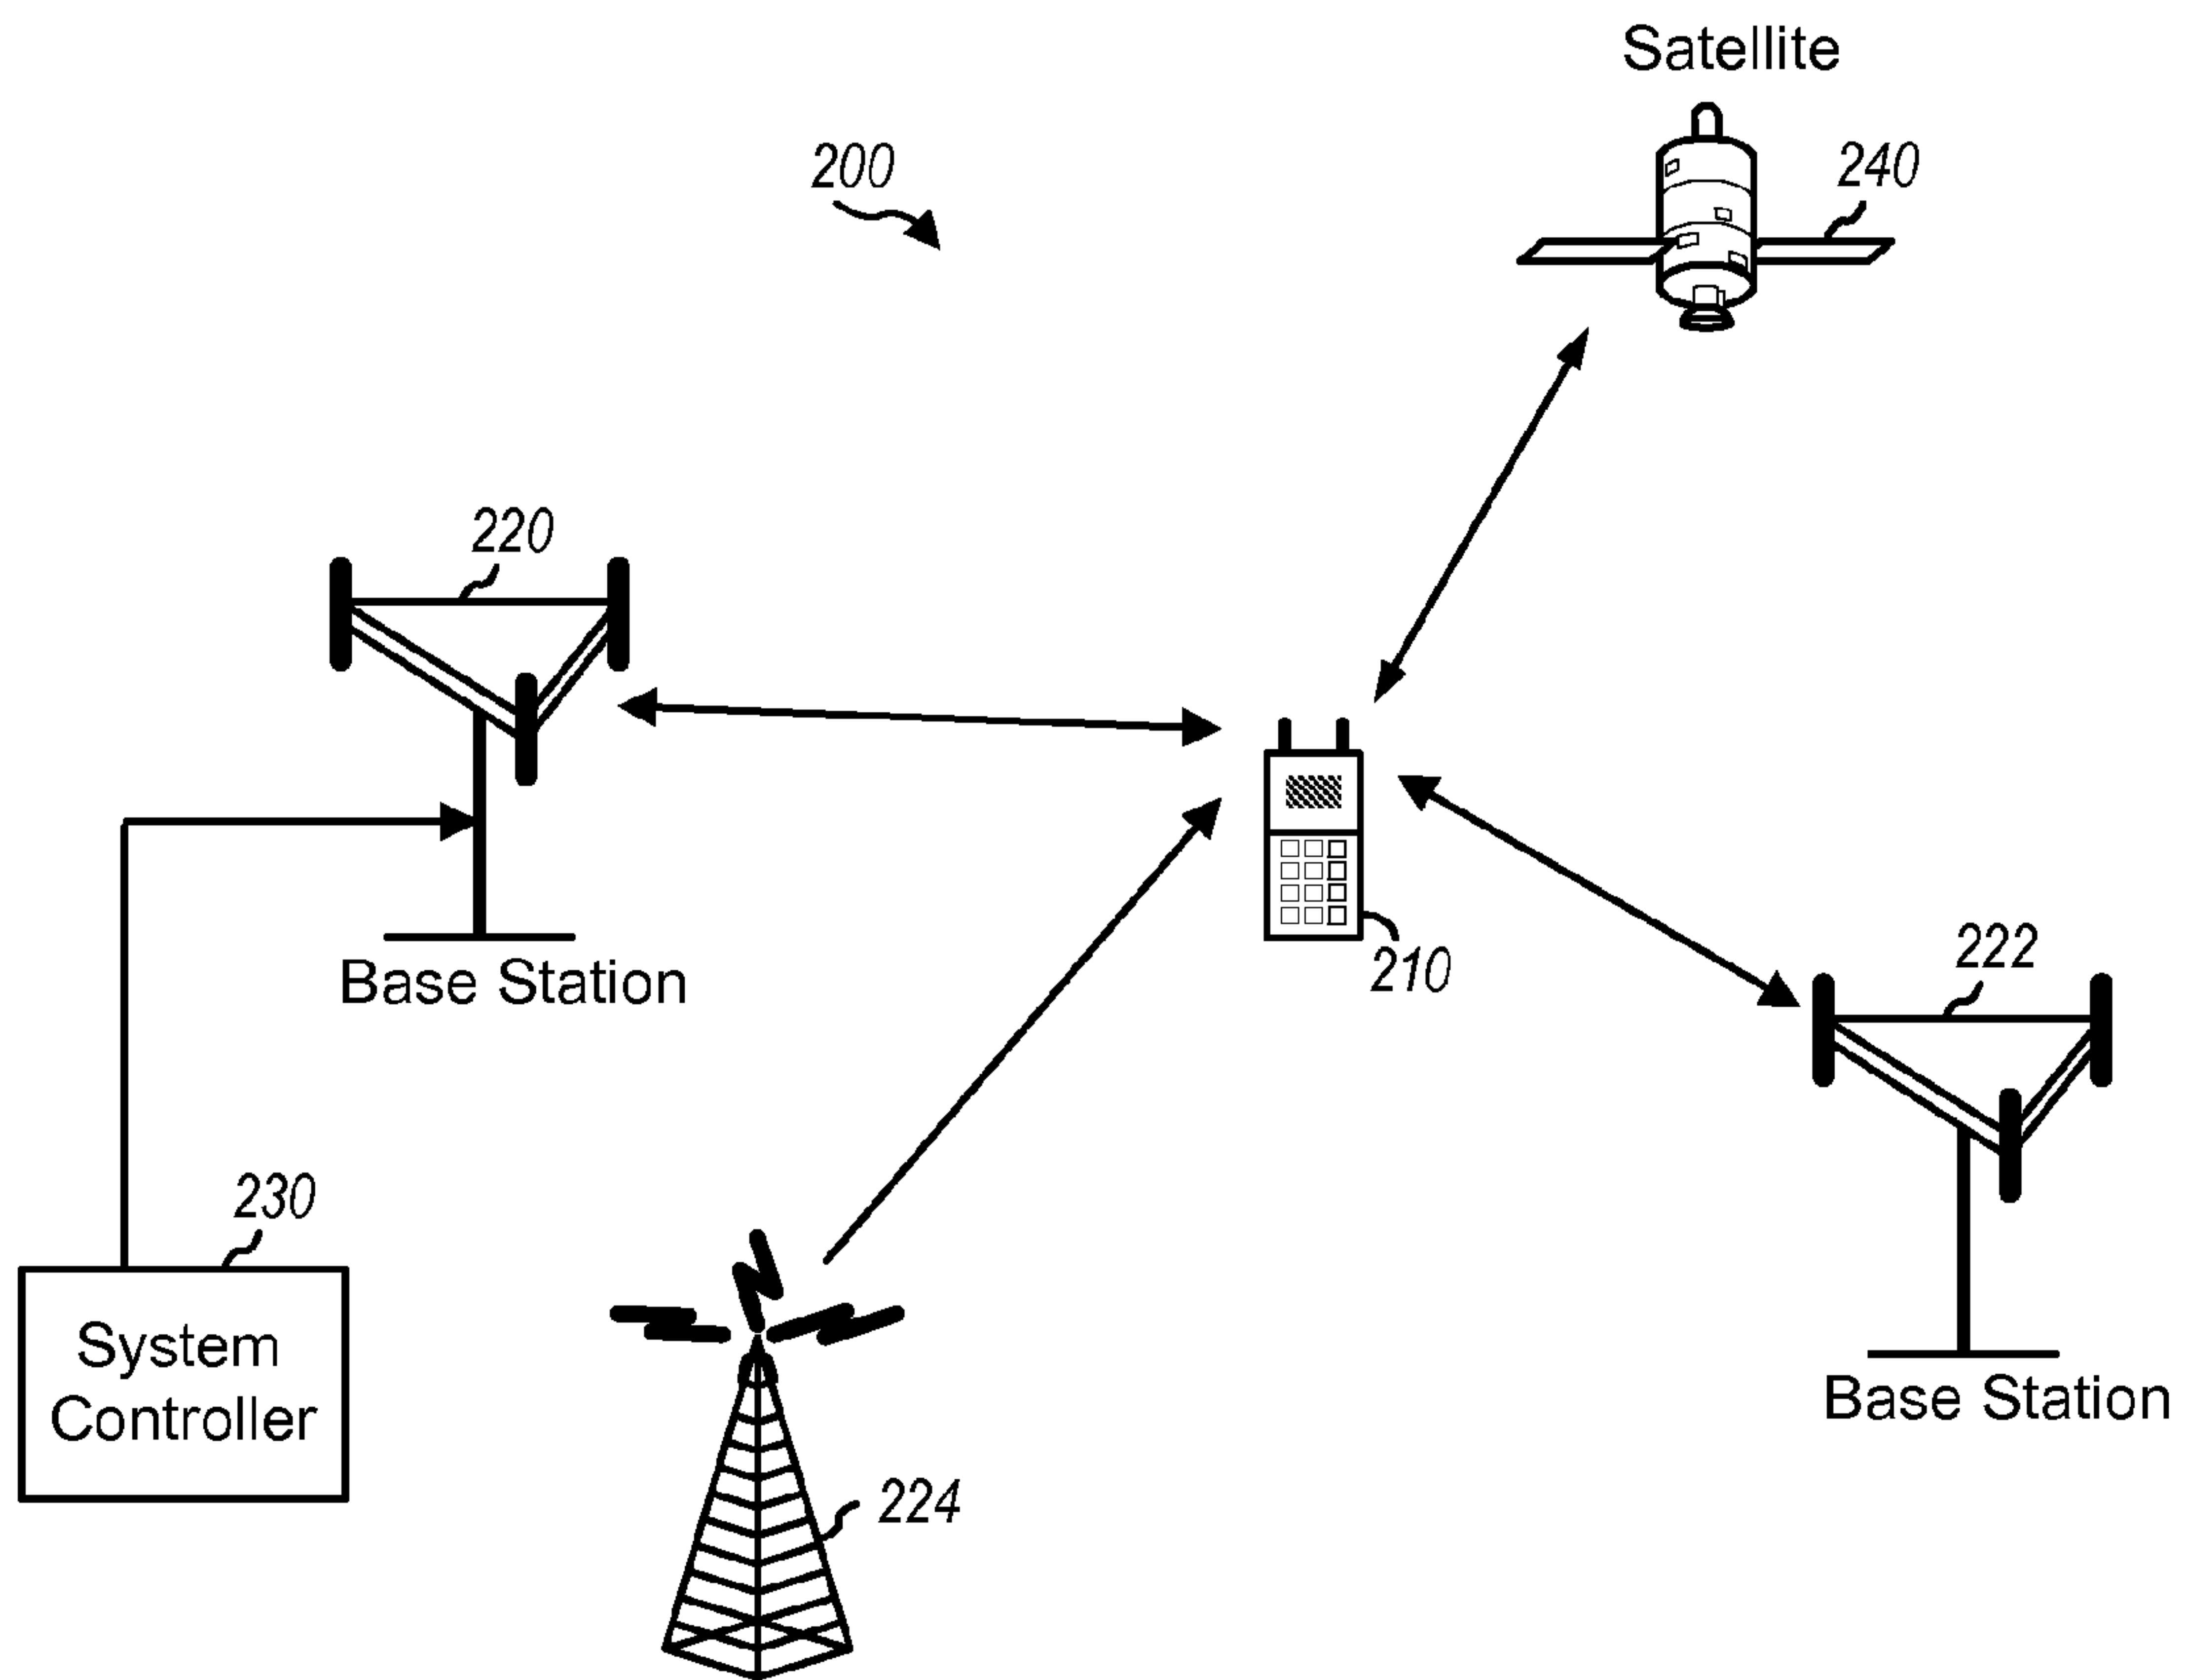 Satellite
200
240
220
222
210
Base Station
230
System
Controller
224
Base Station